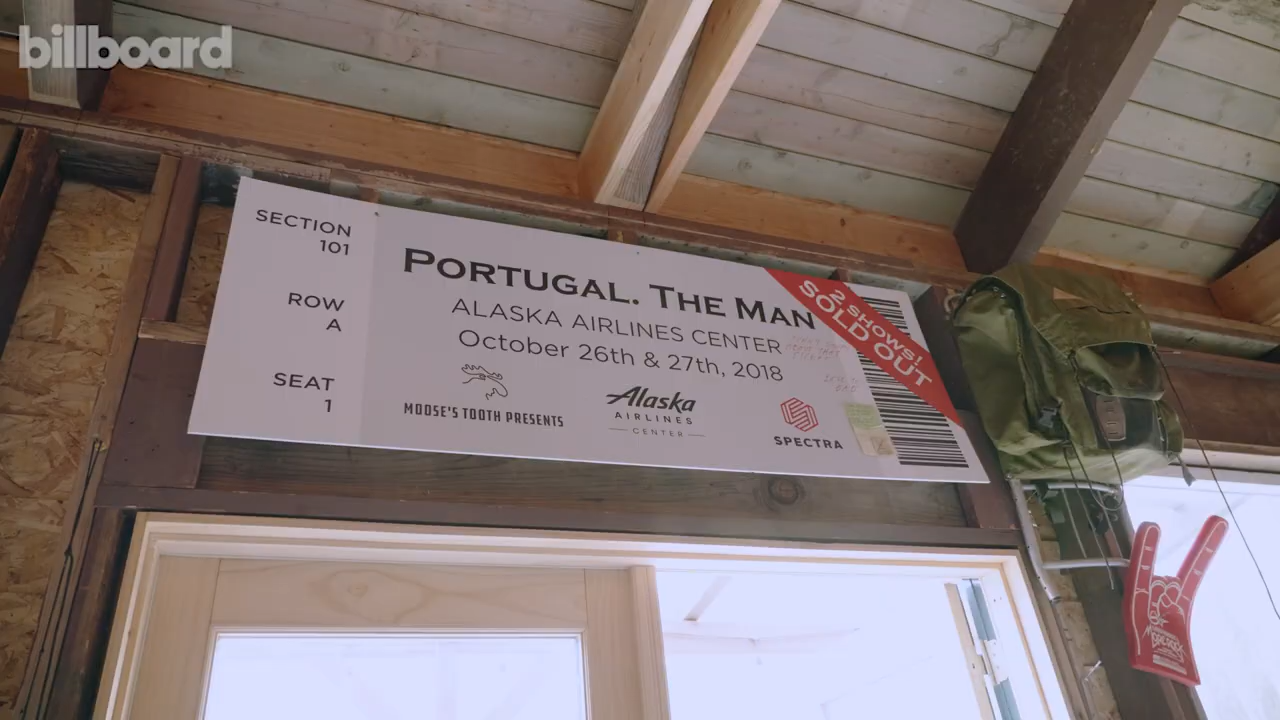 billboard
SECTION
101
ROW
A
SEAT
1
PORTUGAL. THE MAN
ALASKA AIRLINES CENTER
October 26th & 27th, 2018
MOOSE'S TOOTH PRESENTS
Alaska
AIRLINES
CENTER
SPECTRA
2 SHOWS!
SOLD OUT